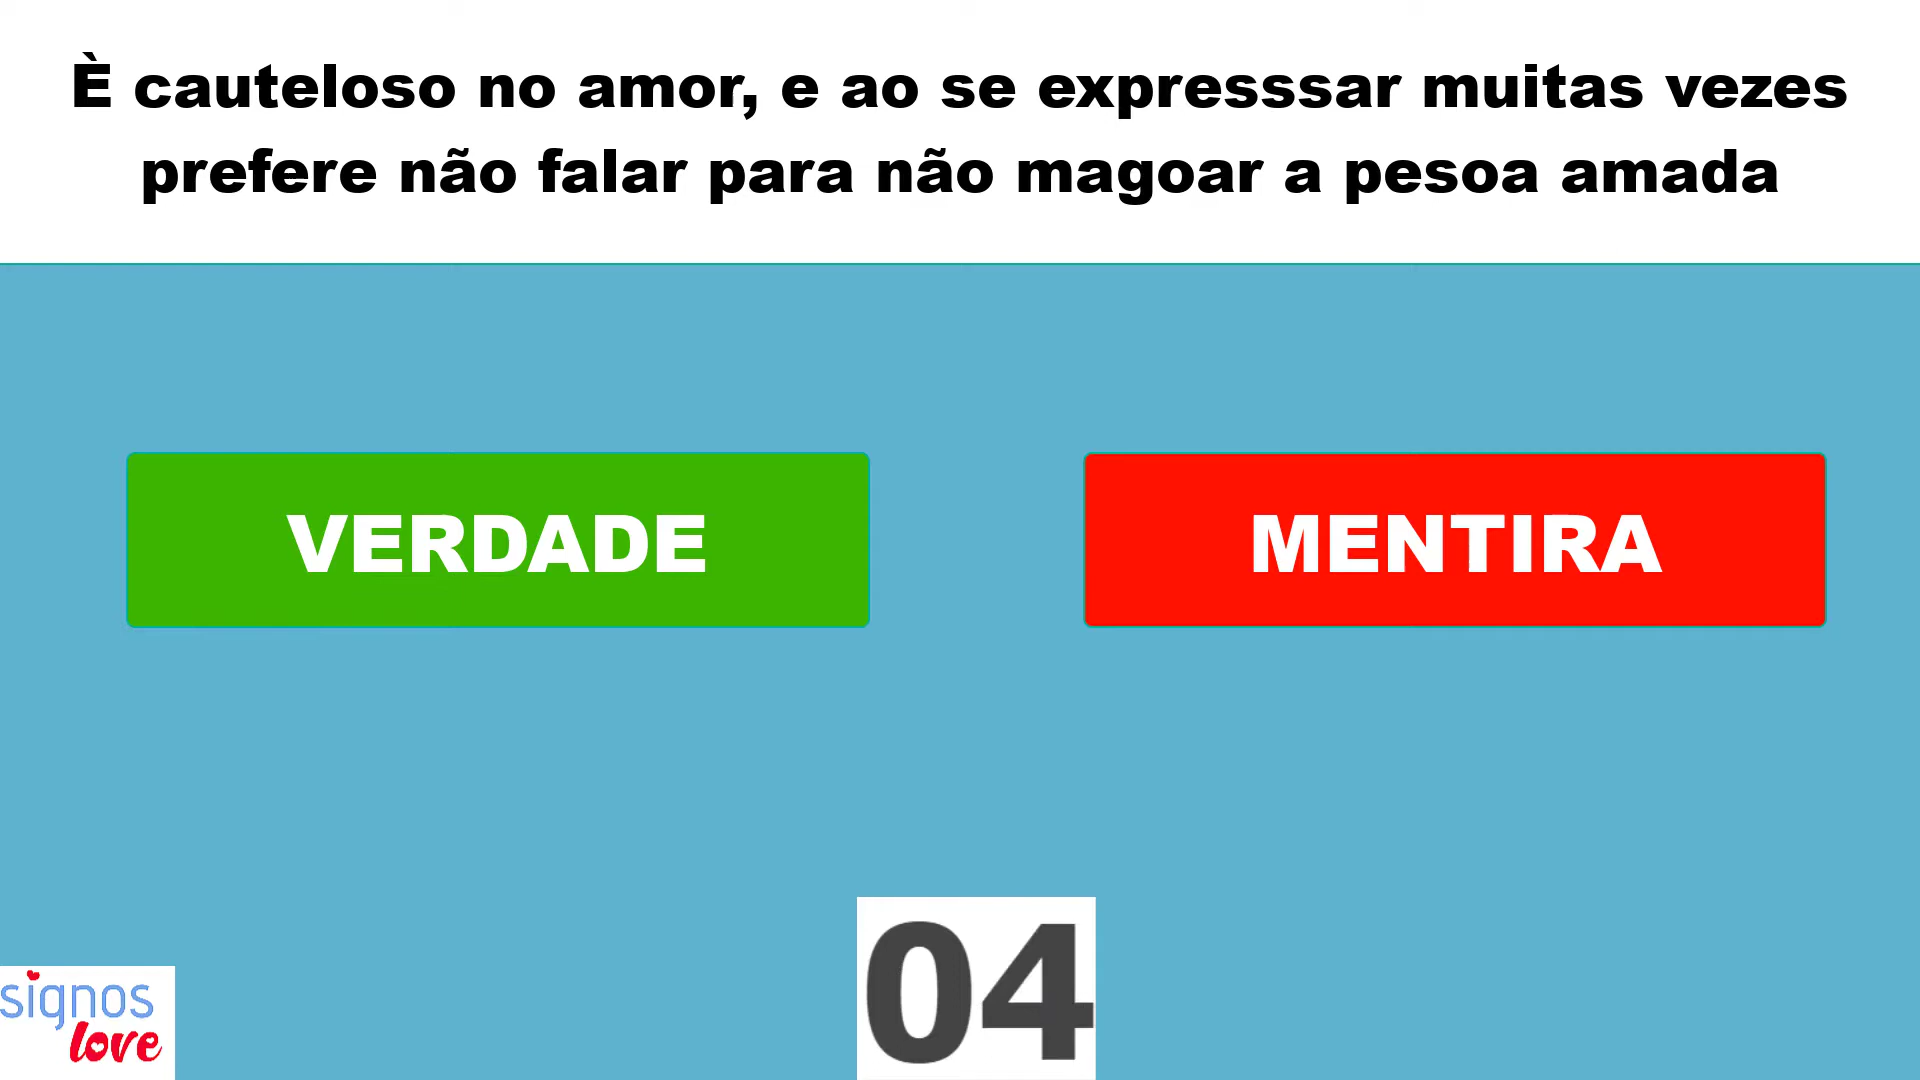 È cauteloso no amor, e ao se expresssar muitas vezes
prefere não falar para não magoar a pesoa amada
VERDADE
MENTIRA
04
signos
love